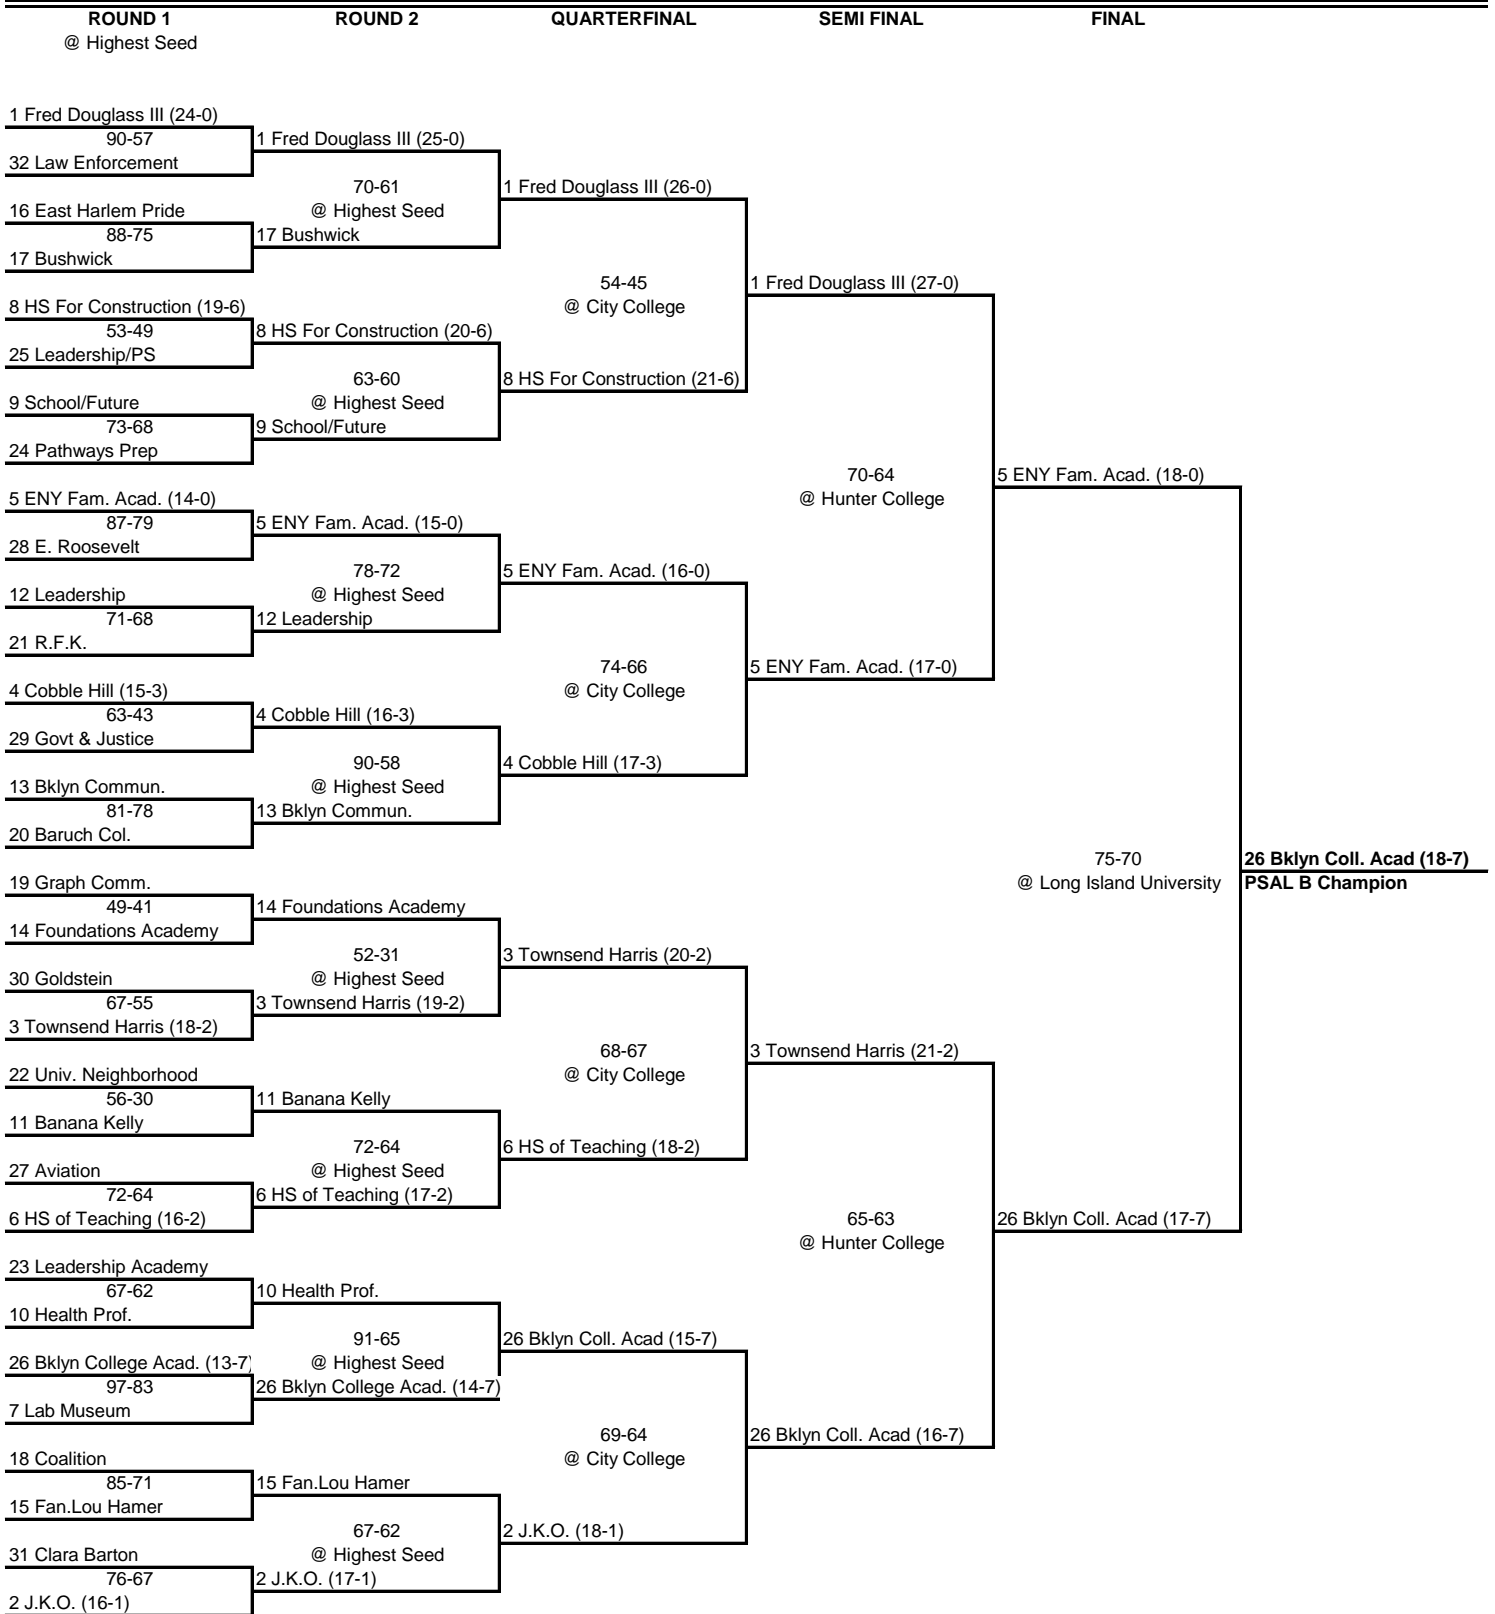 ROUND 1 ROUND 2 QUARTERFINAL SEMI FINAL FINAL
@ Highest Seed
1 Fred Douglass III (24-0)
90-57 1 Fred Douglass III (25-0)
32 Law Enforcement
70-61 1 Fred Douglass III (26-0)
16 East Harlem Pride @ Highest Seed
88-75 17 Bushwick
17 Bushwick
54-45 1 Fred Douglass III (27-0)
8 HS For Construction (19-6) @ City College
53-49 8 HS For Construction (20-6)
25 Leadership/PS
63-60 8 HS For Construction (21-6)
9 School/Future @ Highest Seed
73-68 9 School/Future
24 Pathways Prep
70-64 5 ENY Fam. Acad. (18-0)
5 ENY Fam. Acad. (14-0) @ Hunter College
87-79 5 ENY Fam. Acad. (15-0)
28 E. Roosevelt
78-72 5 ENY Fam. Acad. (16-0)
12 Leadership @ Highest Seed
71-68 12 Leadership
21 R.F.K.
74-66 5 ENY Fam. Acad. (17-0)
4 Cobble Hill (15-3) @ City College
63-43 4 Cobble Hill (16-3)
29 Govt & Justice
90-58 4 Cobble Hill (17-3)
13 Bklyn Commun. @ Highest Seed
81-78 13 Bklyn Commun.
20 Baruch Col.
75-70 26 Bklyn Coll. Acad (18-7)
19 Graph Comm. @ Long Island University PSAL B Champion
49-41 14 Foundations Academy
14 Foundations Academy
52-31 3 Townsend Harris (20-2)
30 Goldstein @ Highest Seed
67-55 3 Townsend Harris (19-2)
3 Townsend Harris (18-2)
68-67 3 Townsend Harris (21-2)
22 Univ. Neighborhood @ City College
56-30 11 Banana Kelly
11 Banana Kelly
72-64 6 HS of Teaching (18-2)
27 Aviation @ Highest Seed
72-64 6 HS of Teaching (17-2)
6 HS of Teaching (16-2)
65-63 26 Bklyn Coll. Acad (17-7)
@ Hunter College
23 Leadership Academy
67-62 10 Health Prof.
10 Health Prof.
91-65 26 Bklyn Coll. Acad (15-7)
26 Bklyn College Acad. (13-7) @ Highest Seed
97-83 26 Bklyn College Acad. (14-7)
7 Lab Museum
69-64 26 Bklyn Coll. Acad (16-7)
18 Coalition @ City College
85-71 15 Fan.Lou Hamer
15 Fan.Lou Hamer
67-62 2 J.K.O. (18-1)
31 Clara Barton @ Highest Seed
76-67 2 J.K.O. (17-1)
2 J.K.O. (16-1)